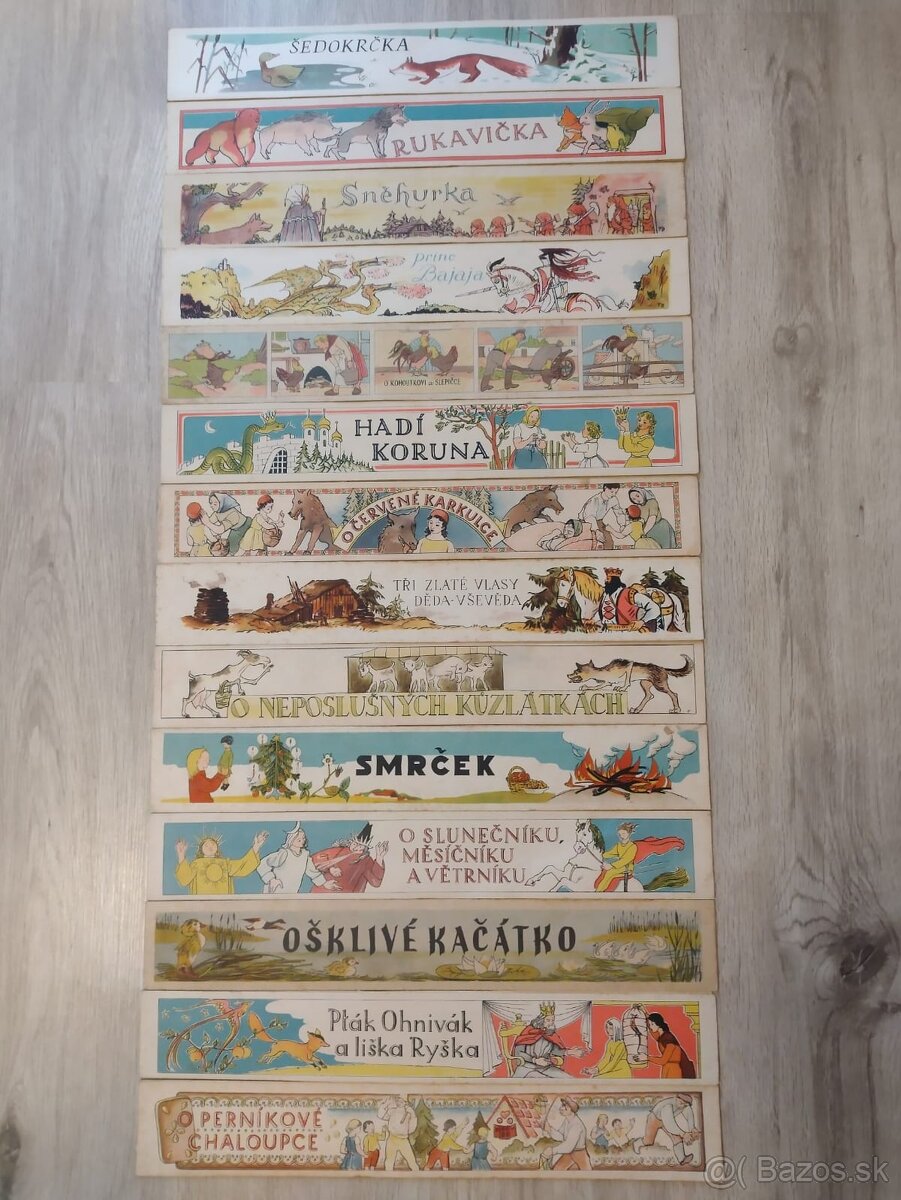 ŠEDOKRČKA
RUKAVIČKA
Sněhurka
princ
Bajaja
O KOHOUTKOVI a SLEPIČCE
HADÍ
KORUNA
O ČERVENÉ KARKULCE
TŘI ZLATÉ VLASY
DĚDA-VŠEVĚDA
O NEPOSLUŠNÝCH KŮZLÁTKÁCH
SMRČEK
O SLUNEČNÍKU,
MĚSÍČNÍKU
A VĚTRNÍKU
OŠKLIVÉ KAČÁTKO
Pták Ohnivák
a liška Ryška
O PERNÍKOVÉ
CHALOUPCE
@( Bazos.sk